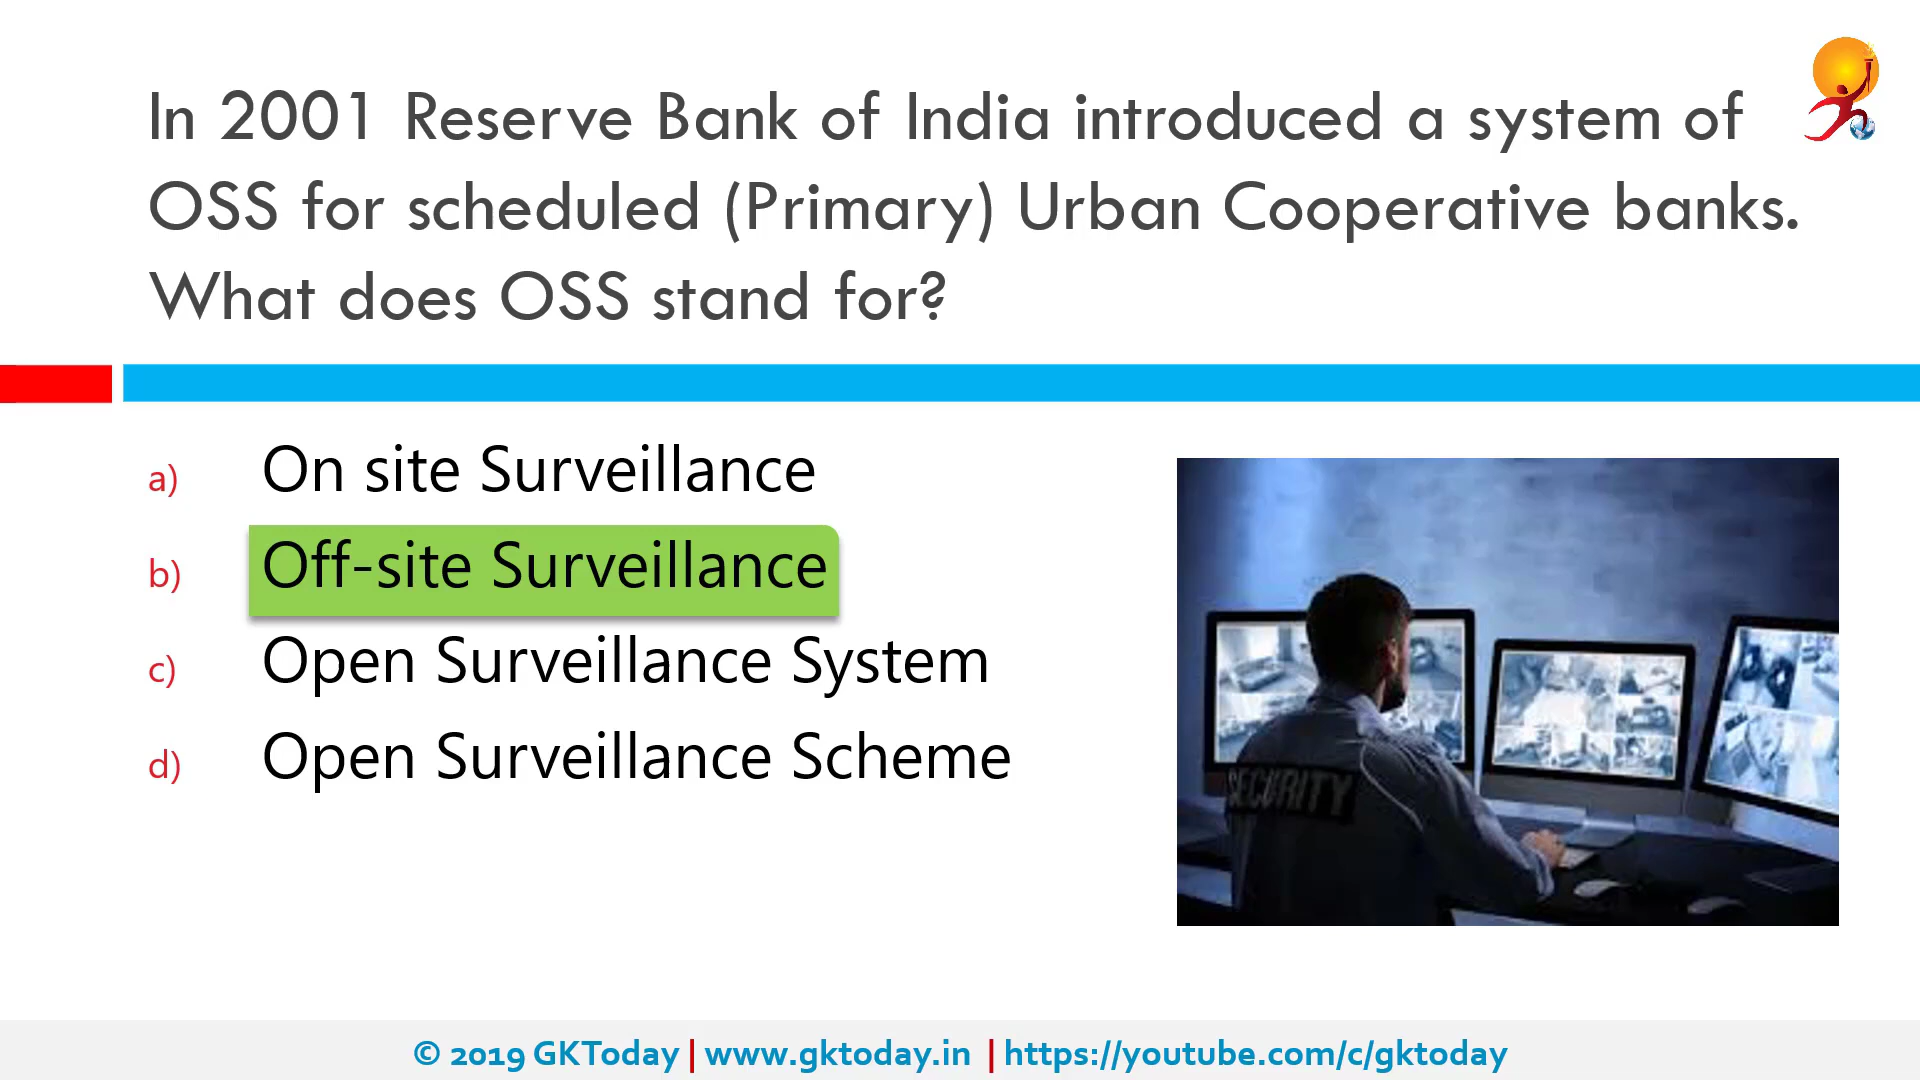 In 2001 Reserve Bank of India introduced a system of
OSS for scheduled (Primary) Urban Cooperative banks.
What does OSS stand for?
a) On site Surveillance
b) Off-site Surveillance
c) Open Surveillance System
d) Open Surveillance Scheme
SECURITY
© 2019 GKToday | www.gktoday.in | https://youtube.com/c/gktoday